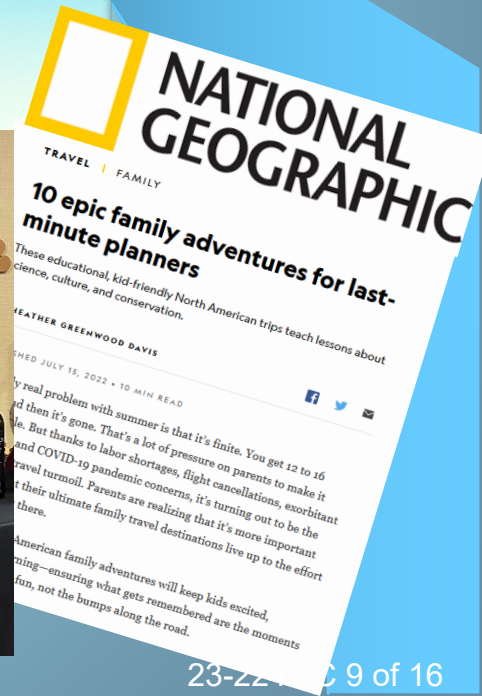 NATIONAL
GEOGRAPHIC
TRAVEL | FAMILY
10 epic family adventures for last-
minute planners
These educational, kid-friendly North American trips teach lessons about
cience, culture, and conservation.
HEATHER GREENWOOD DAVIS
SHED JULY 15, 2022 • 10 MIN READ
y real problem with summer is that it's finite. You get 12 to 16
d then it's gone. That's a lot of pressure on parents to make it
le. But thanks to labor shortages, flight cancellations, exorbitant
and COVID-19 pandemic concerns, it's turning out to be the
ravel turmoil. Parents are realizing that it's more important
t their ultimate family travel destinations live up to the effort
there.
American family adventures will keep kids excited,
rning—ensuring what gets remembered are the moments
fun, not the bumps along the road.
23-22 C 9 of 16